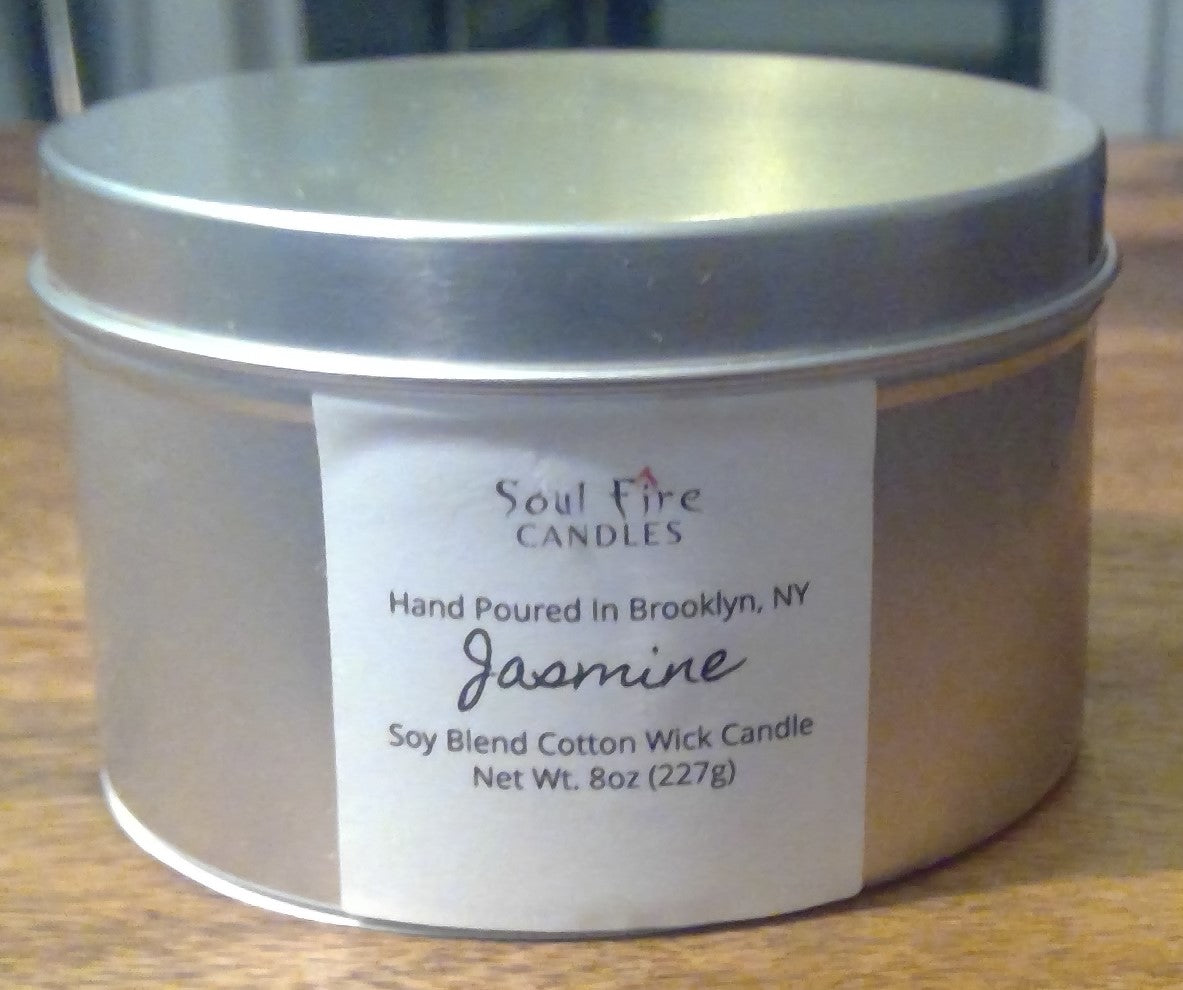 Soul Fire
CANDLES
Hand Poured In Brooklyn, NY
Jasmine
Soy Blend Cotton Wick Candle
Net Wt. 8oz (227g)